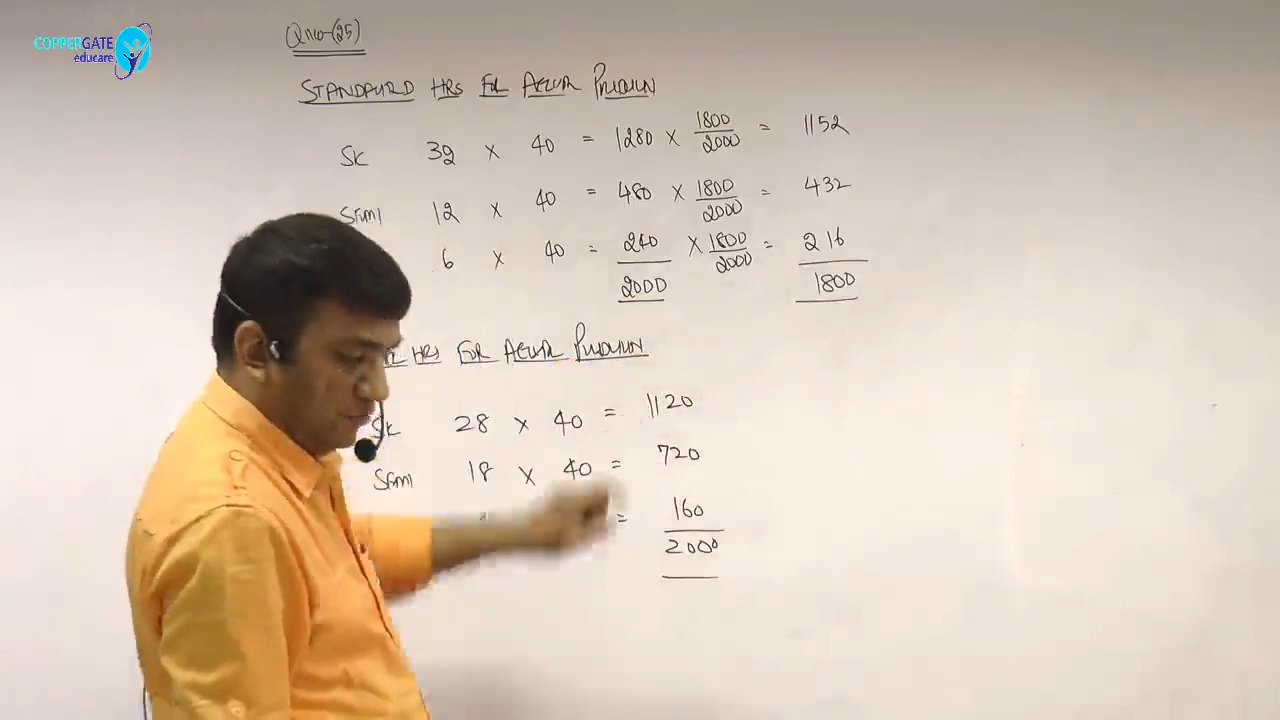 COPPERGATE
educare
Q no-(25)
STANDARD HRS FOR ACTUAL
SK 32 x 40 = 1280 x 1800/2000 = 1152
SEMI 12 x 40 = 480 x 1800/2000 = 432
6 x 40 = 240 x 1800/2000 = 216
2000 1800
HRS FOR ACTUAL
SK 28 x 40 = 1120
SEMI 18 x 40 = 720
= 160
2000